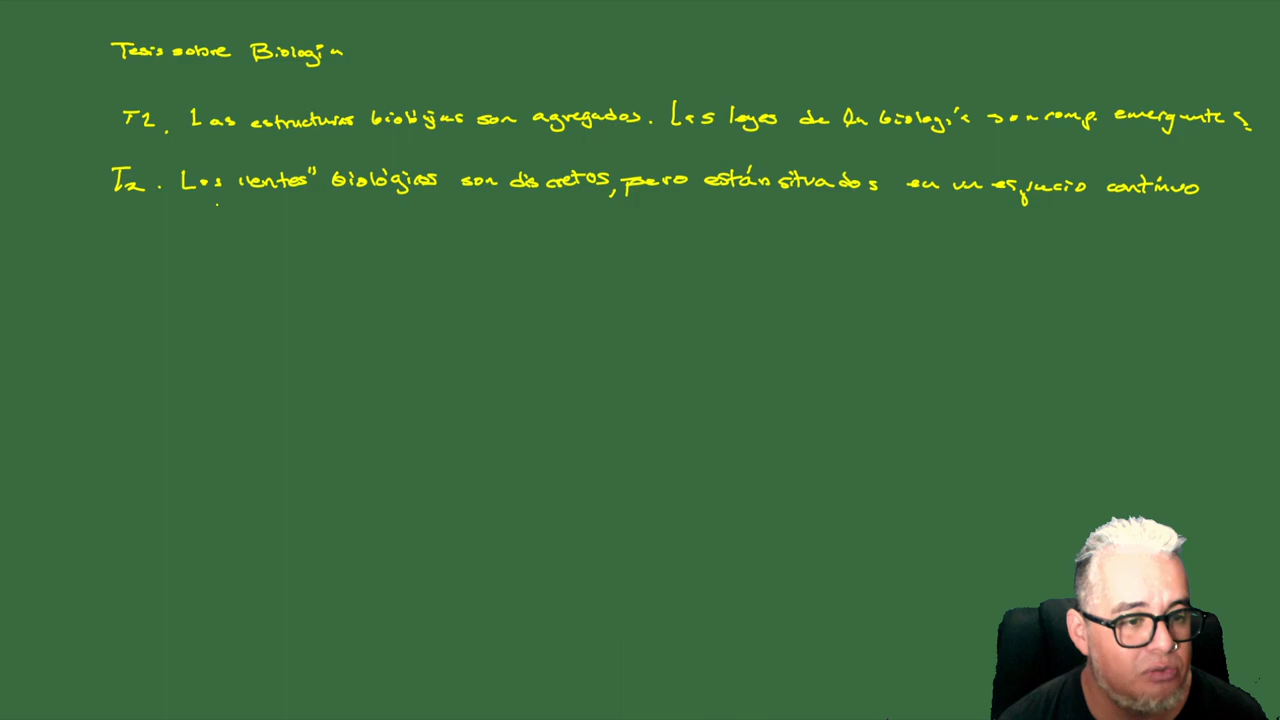 Tesis sobre Biología
T1. Las estructuras biológicas son agregados. Las leyes de la biología son comp. emergentes
T2. Los "entes" biológicos son discretos, pero están situados en un espacio contínuo